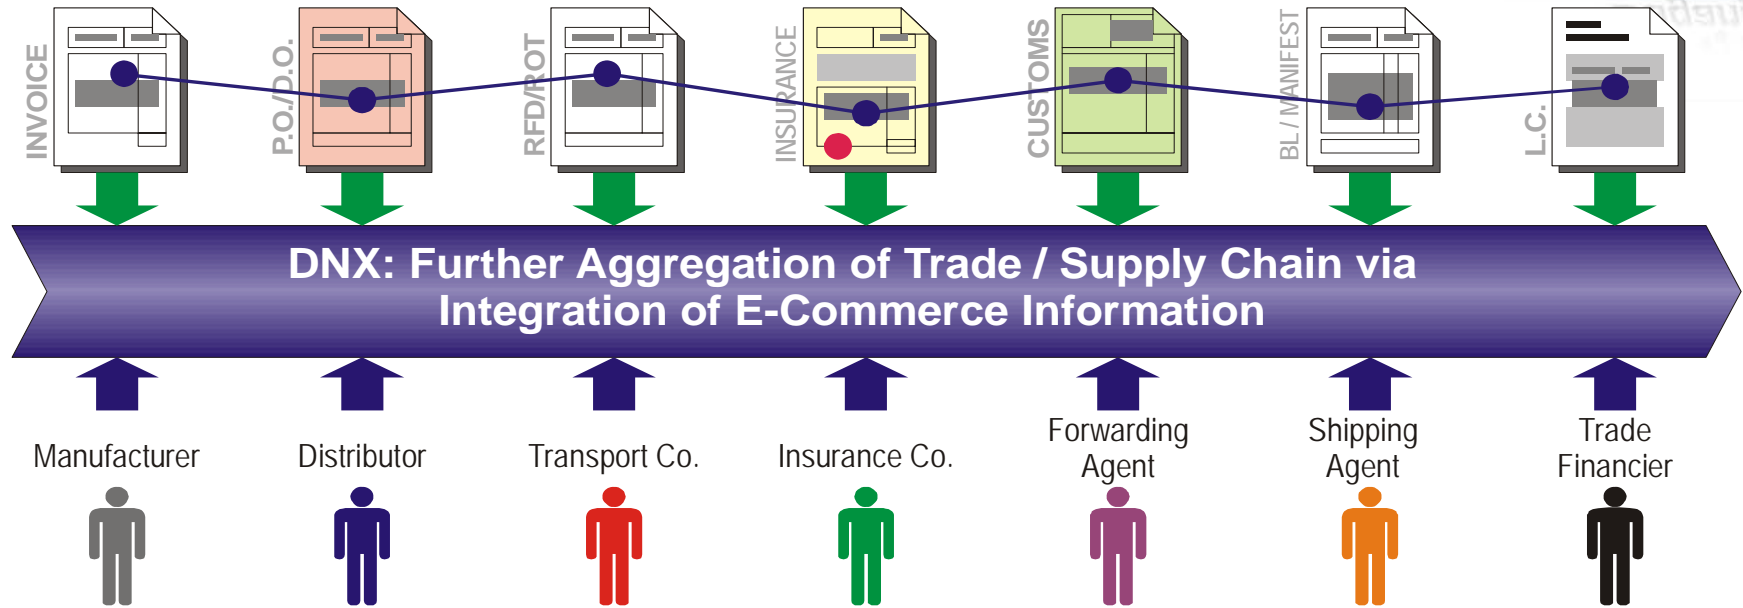 INVOICE
P.O./D.O.
RFD/ROT
INSURANCE
CUSTOMS
BL / MANIFEST
L.C.
DNX: Further Aggregation of Trade / Supply Chain via
Integration of E-Commerce Information
Manufacturer
Distributor
Transport Co.
Insurance Co.
Forwarding
Agent
Shipping
Agent
Trade
Financier